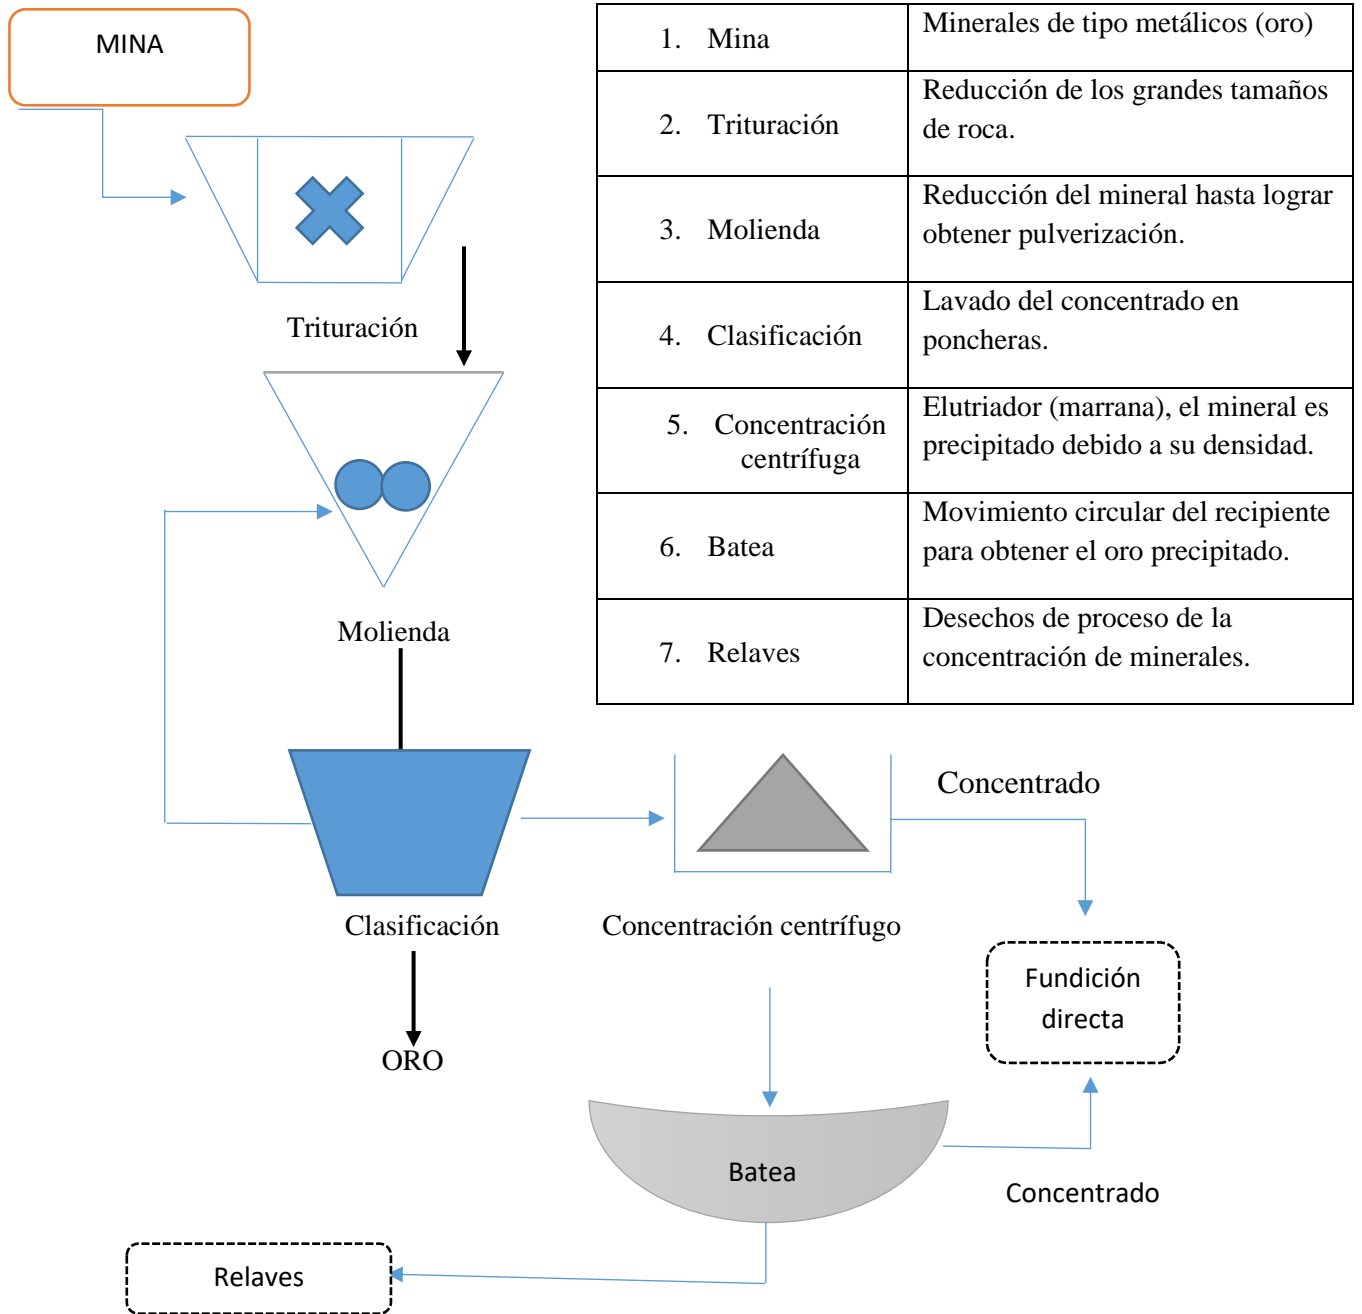 MINA
1. Mina
Minerales de tipo metálicos (oro)
2. Trituración
Reducción de los grandes tamaños
de roca.
3. Molienda
Reducción del mineral hasta lograr
obtener pulverización.
4. Clasificación
Lavado del concentrado en
poncheras.
5. Concentración
centrífuga
Elutriador (marrana), el mineral es
precipitado debido a su densidad.
6. Batea
Movimiento circular del recipiente
para obtener el oro precipitado.
7. Relaves
Desechos de proceso de la
concentración de minerales.
Trituración
Molienda
Concentrado
Clasificación
Concentración centrífugo
Fundición
directa
ORO
Batea
Concentrado
Relaves